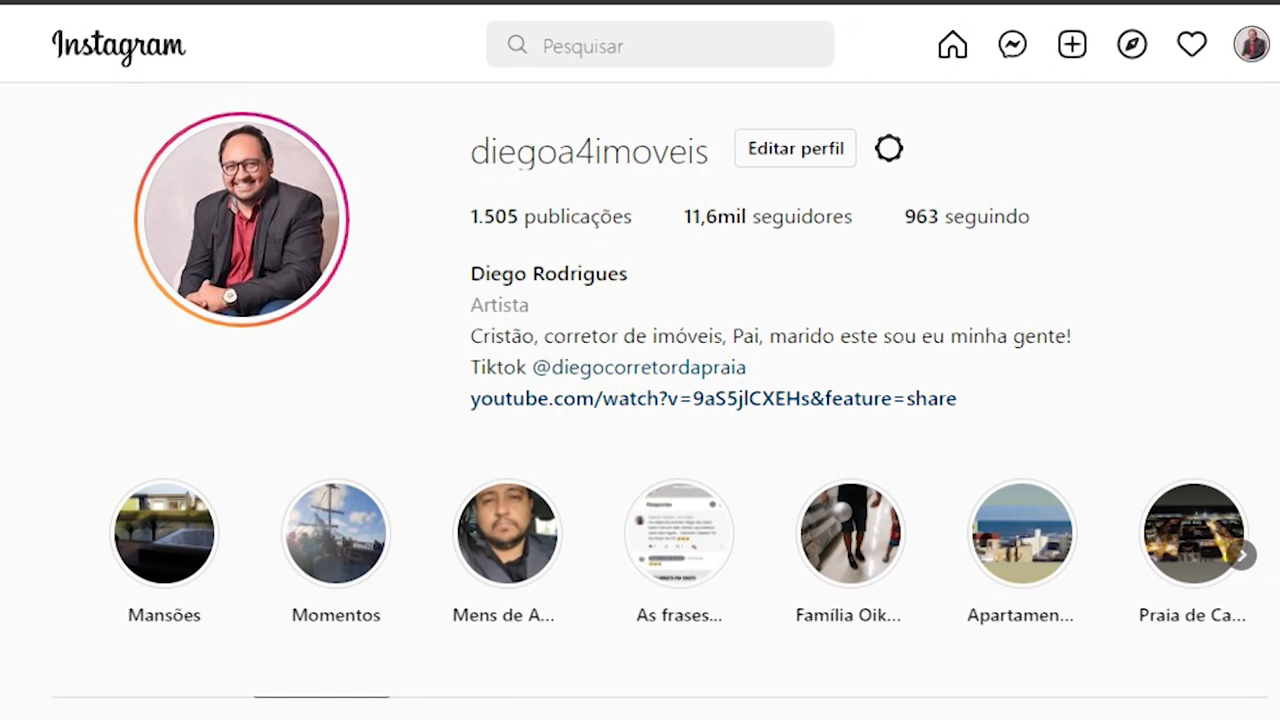 Instagram
Pesquisar
diegoa4imoveis
Editar perfil
1.505 publicações
11,6mil seguidores
963 seguindo
Diego Rodrigues
Artista
Cristão, corretor de imóveis, Pai, marido este sou eu minha gente!
Tiktok @diegocorretordapraia
youtube.com/watch?v=9aS5jlCXEHs&feature=share
Mansões
Momentos
Mens de A...
As frases...
Família Oik...
Apartamen...
Praia de Ca...